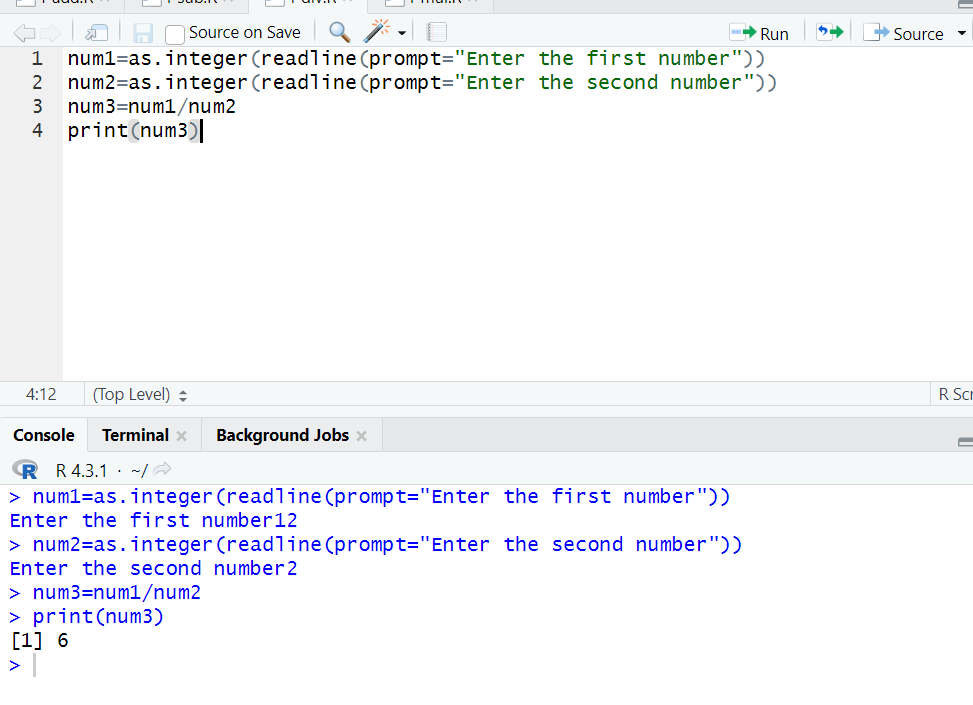 Source on Save Run Source
1 num1=as.integer(readline(prompt="Enter the first number"))
2 num2=as.integer(readline(prompt="Enter the second number"))
3 num3=num1/num2
4 print(num3)
4:12 (Top Level) R Scr
Console Terminal Background Jobs
R 4.3.1 · ~/
> num1=as.integer(readline(prompt="Enter the first number"))
Enter the first number12
> num2=as.integer(readline(prompt="Enter the second number"))
Enter the second number2
> num3=num1/num2
> print(num3)
[1] 6
>